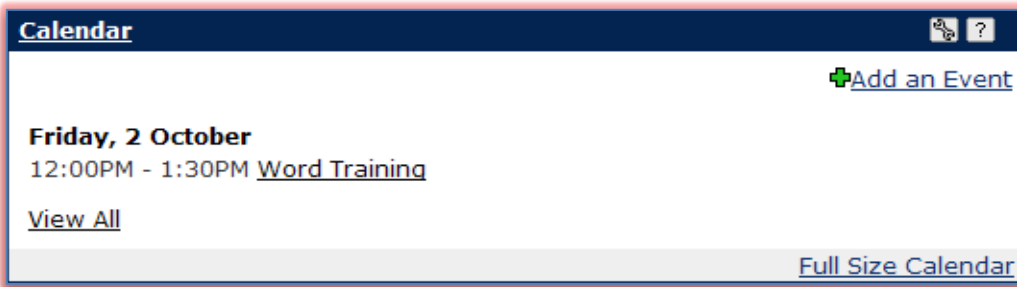 Calendar ?
Add an Event
Friday, 2 October
12:00PM - 1:30PM Word Training
View All
Full Size Calendar